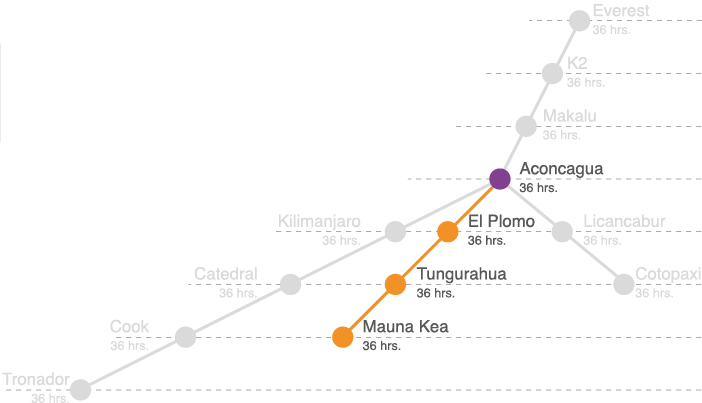 Everest
36 hrs.
K2
36 hrs.
Makalu
36 hrs.
Aconcagua
36 hrs.
Kilimanjaro
36 hrs.
El Plomo
36 hrs.
Licancabur
36 hrs.
Catedral
36 hrs.
Tungurahua
36 hrs.
Cotopaxi
36 hrs.
Cook
36 hrs.
Mauna Kea
36 hrs.
Tronador
36 hrs.